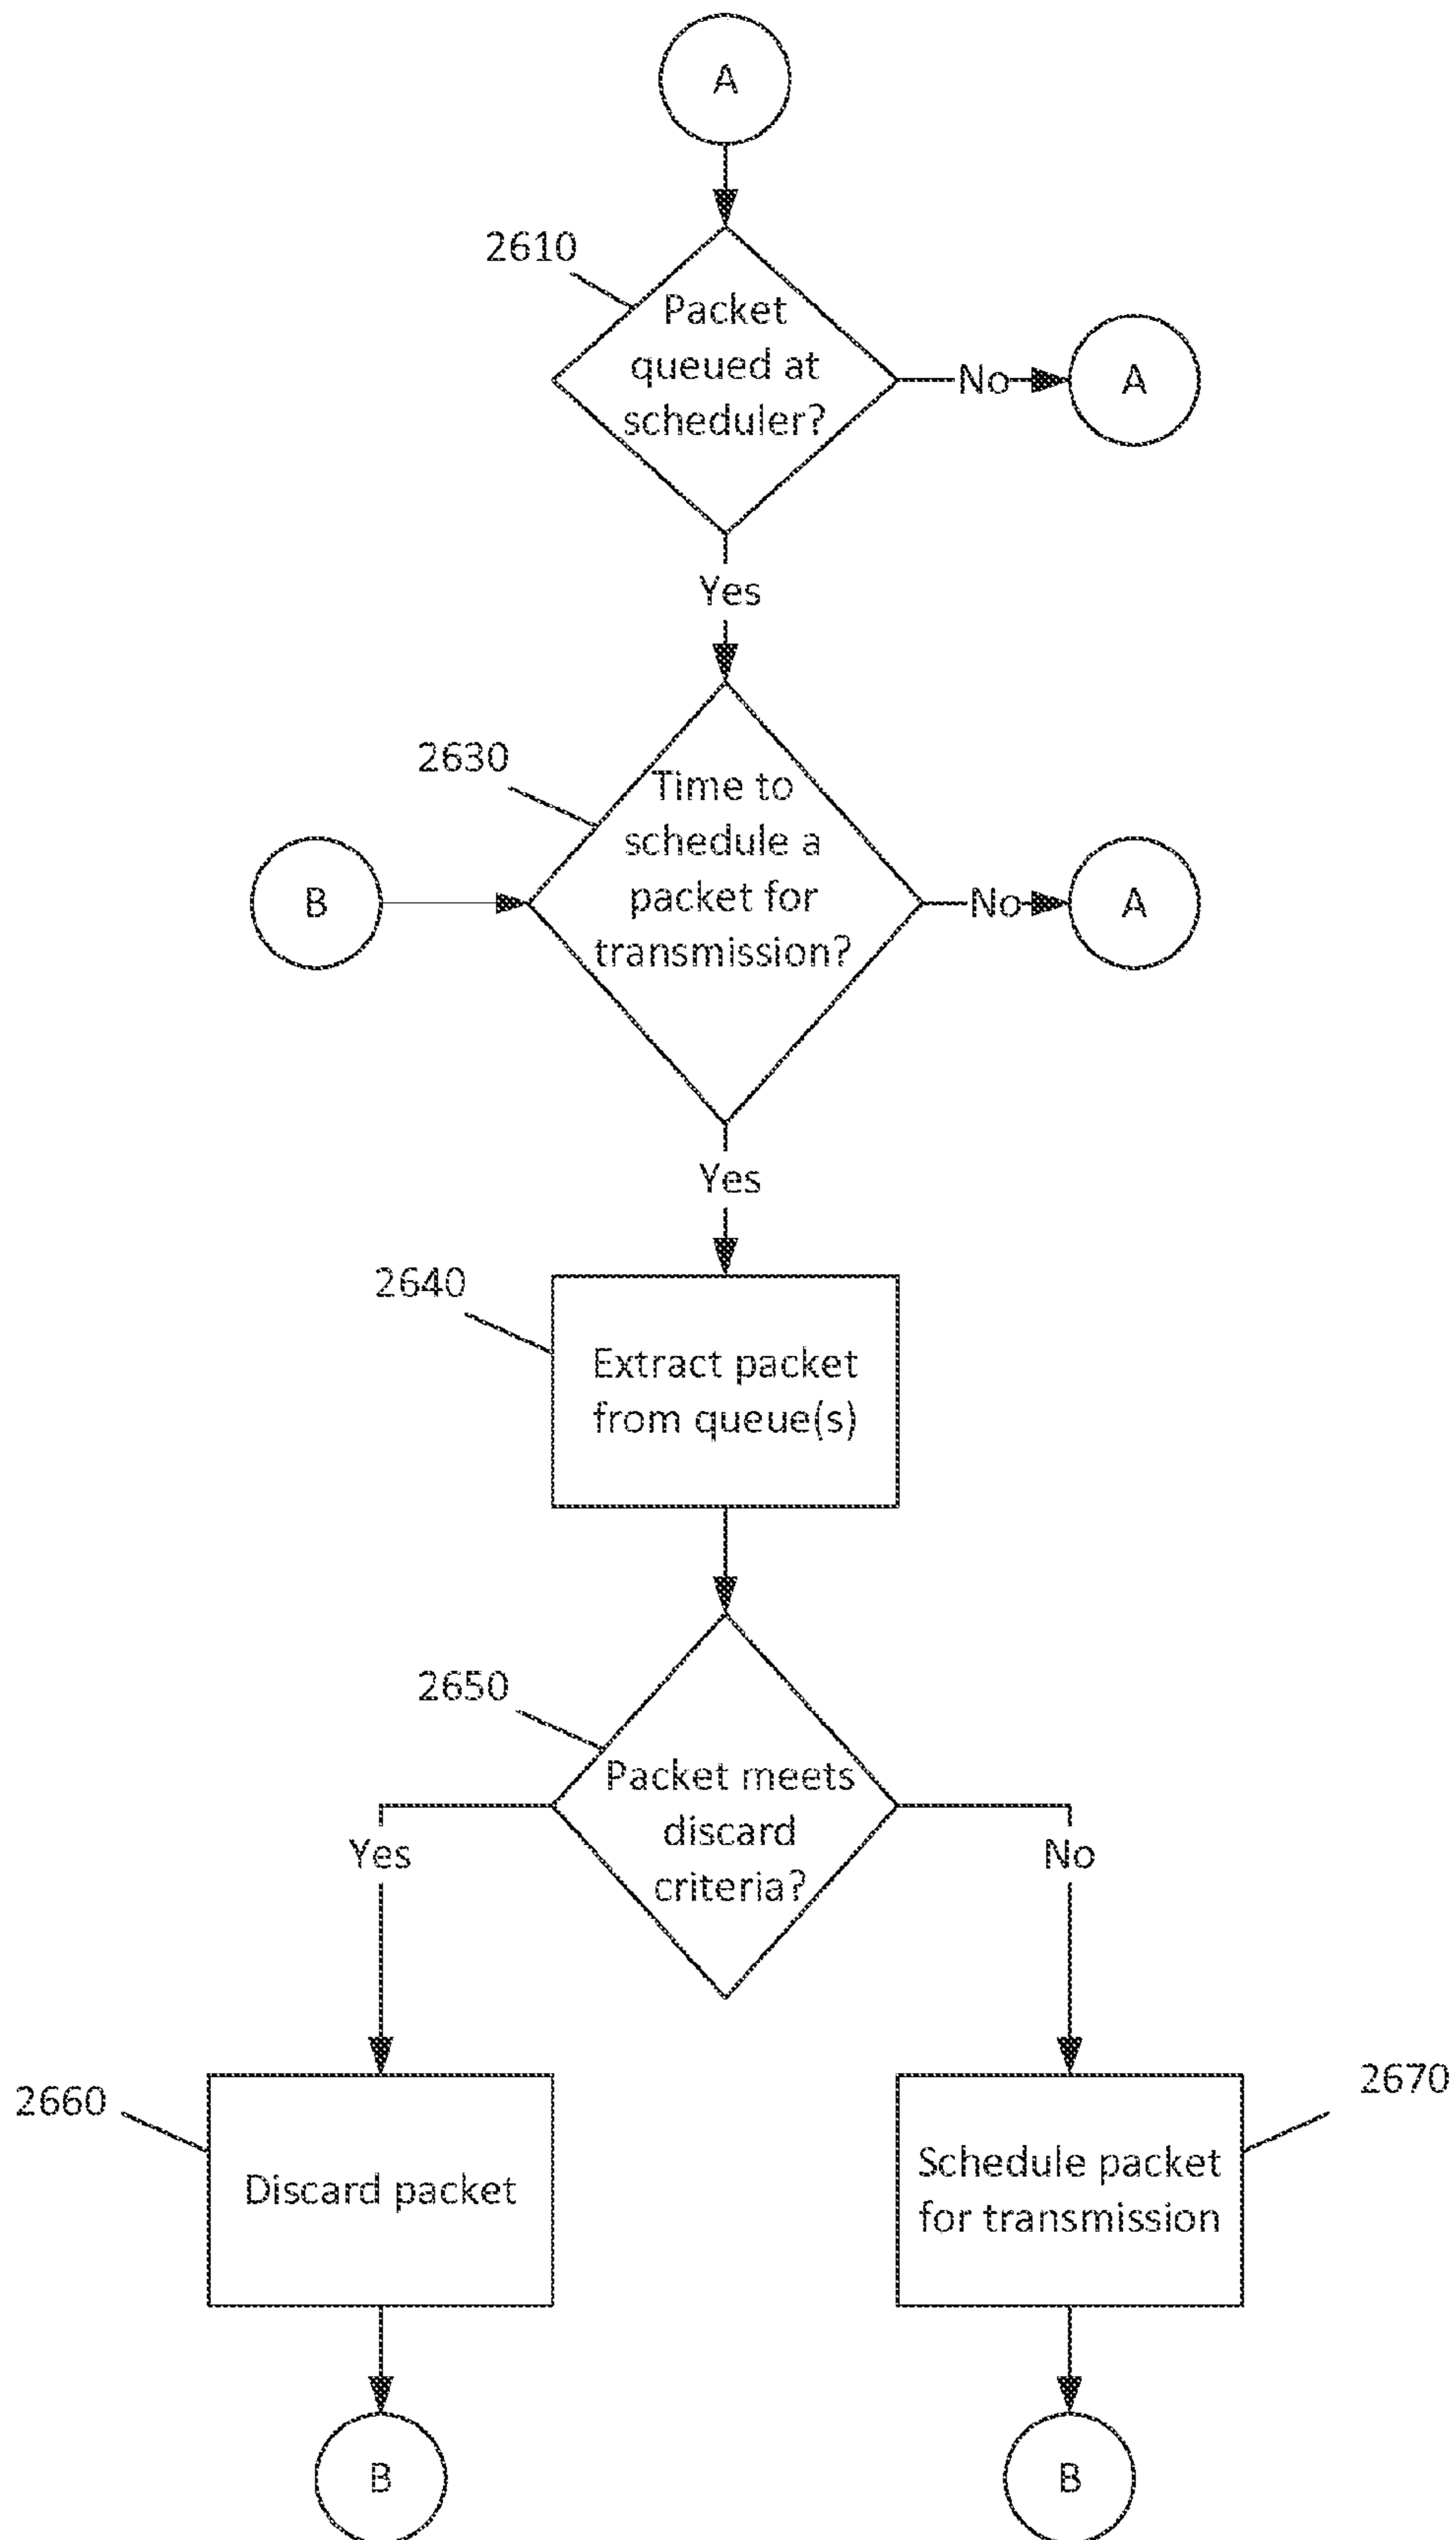 A
2610
Packet
queued at
scheduler?
No
A
Yes
2630
Time to
schedule a
packet for
transmission?
B
No
A
Yes
2640
Extract packet
from queue(s)
2650
Packet meets
discard
criteria?
Yes
No
2660
Discard packet
2670
Schedule packet
for transmission
B
B